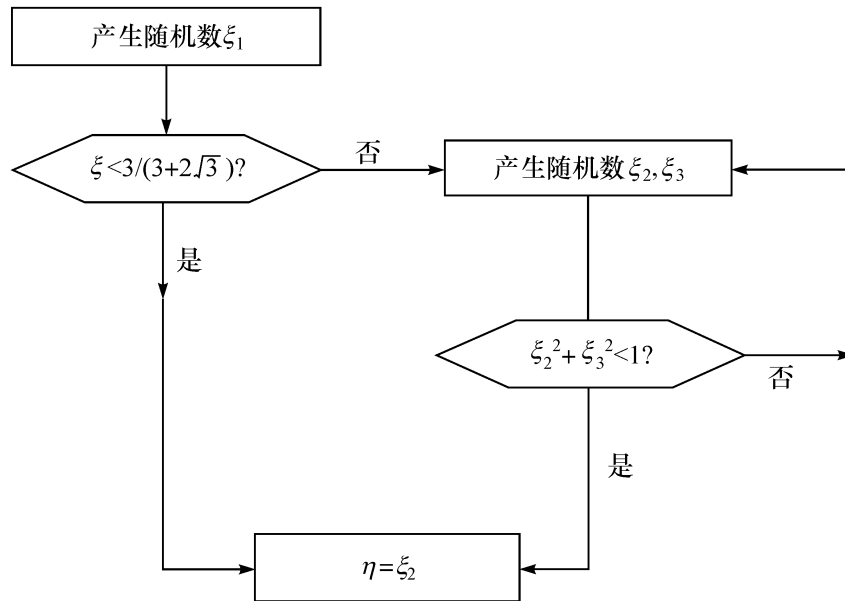 产生随机数ξ₁
ξ<3/(3+2√3)?
否
产生随机数ξ₂,ξ₃
是
ξ₂²+ξ₃²<1?
否
是
η=ξ₂